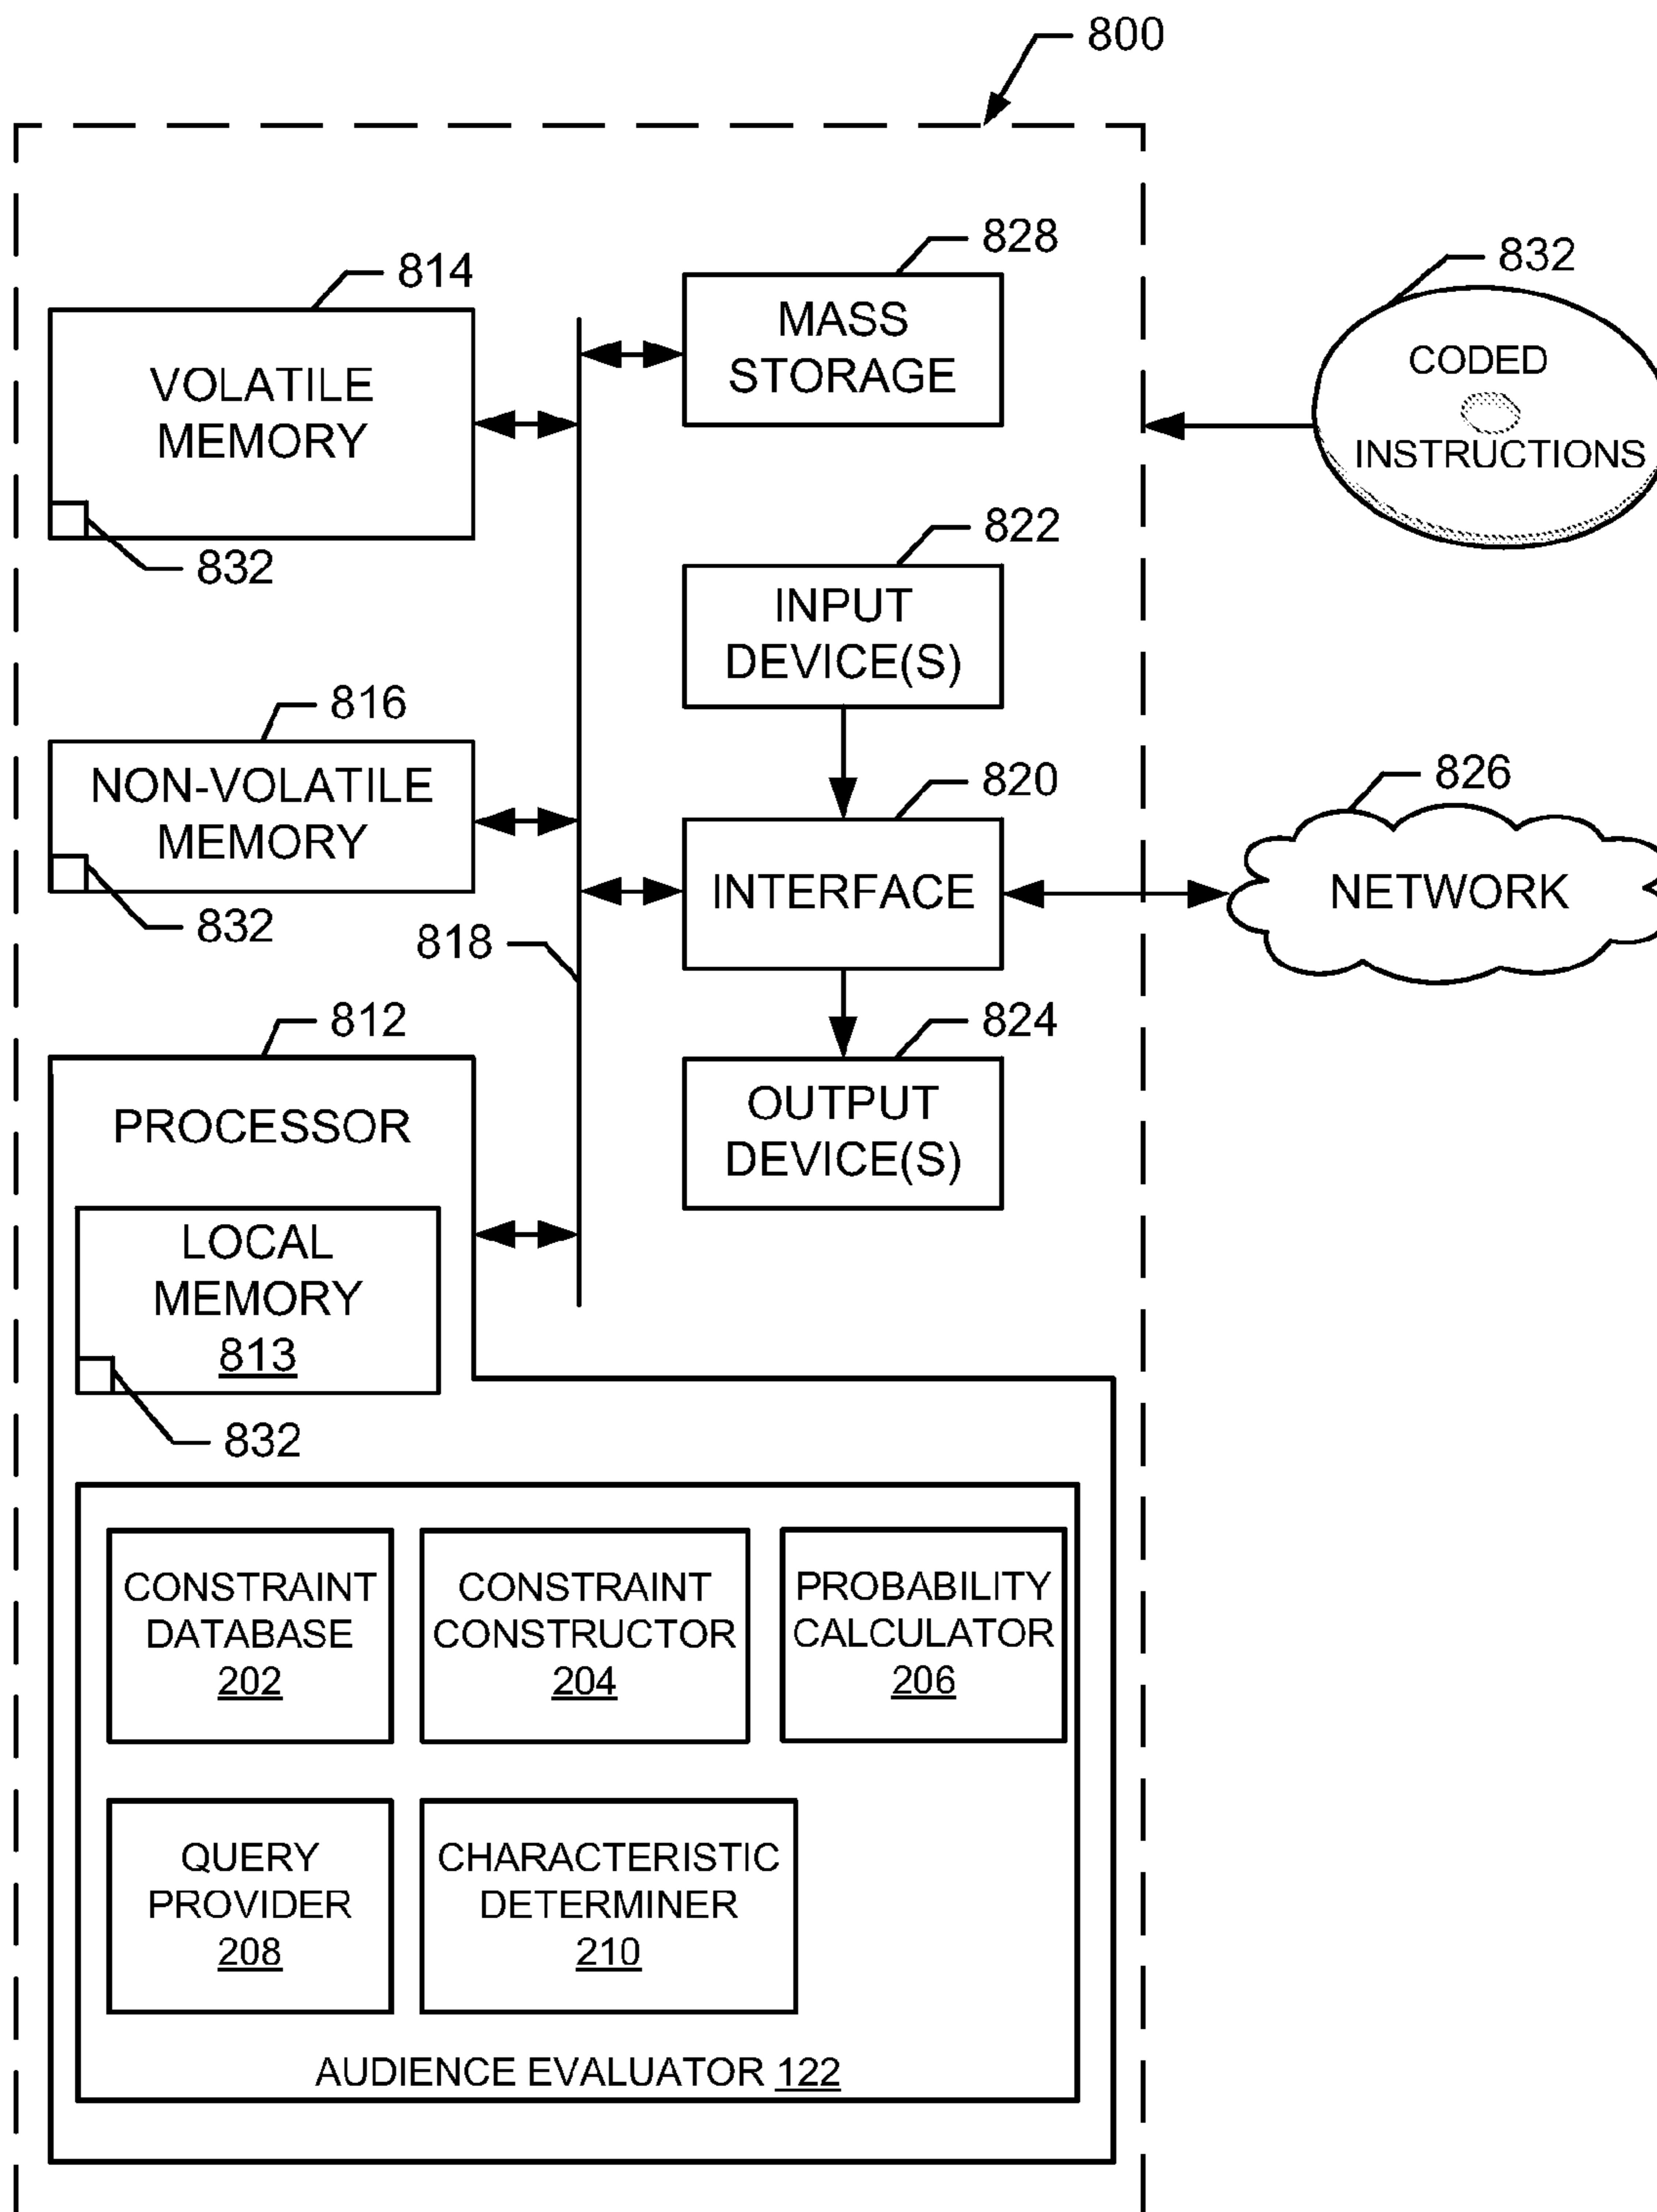 800
828
814
832
MASS
STORAGE
VOLATILE
MEMORY
CODED
INSTRUCTIONS
832
822
INPUT
DEVICE(S)
816
820
826
NON-VOLATILE
MEMORY
INTERFACE
NETWORK
832
818
812
824
PROCESSOR
OUTPUT
DEVICE(S)
LOCAL
MEMORY
813
832
CONSTRAINT
DATABASE
202
CONSTRAINT
CONSTRUCTOR
204
PROBABILITY
CALCULATOR
206
QUERY
PROVIDER
208
CHARACTERISTIC
DETERMINER
210
AUDIENCE EVALUATOR 122